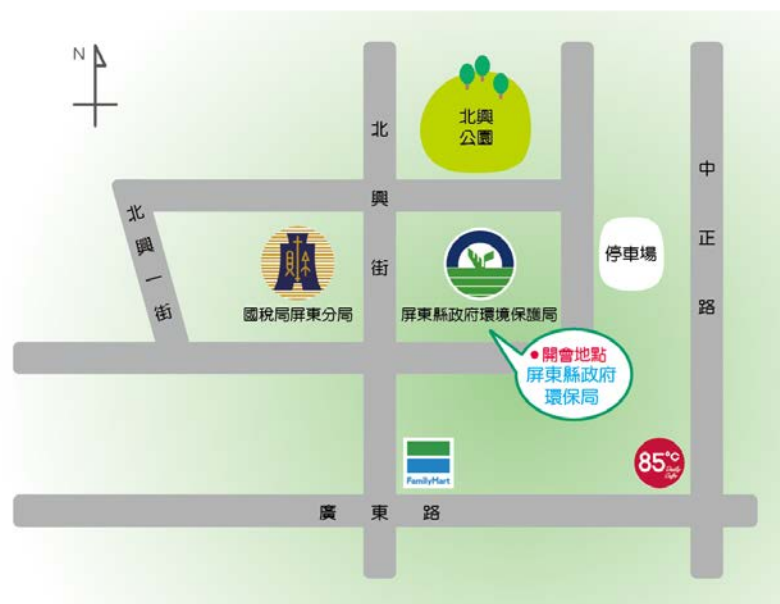 N
北興
公園
北興街
中正路
北興一街
停車場
國稅局屏東分局
屏東縣政府環境保護局
•開會地點
屏東縣政府
環保局
FamilyMart
85°C
Daily
Cafe
廣東路